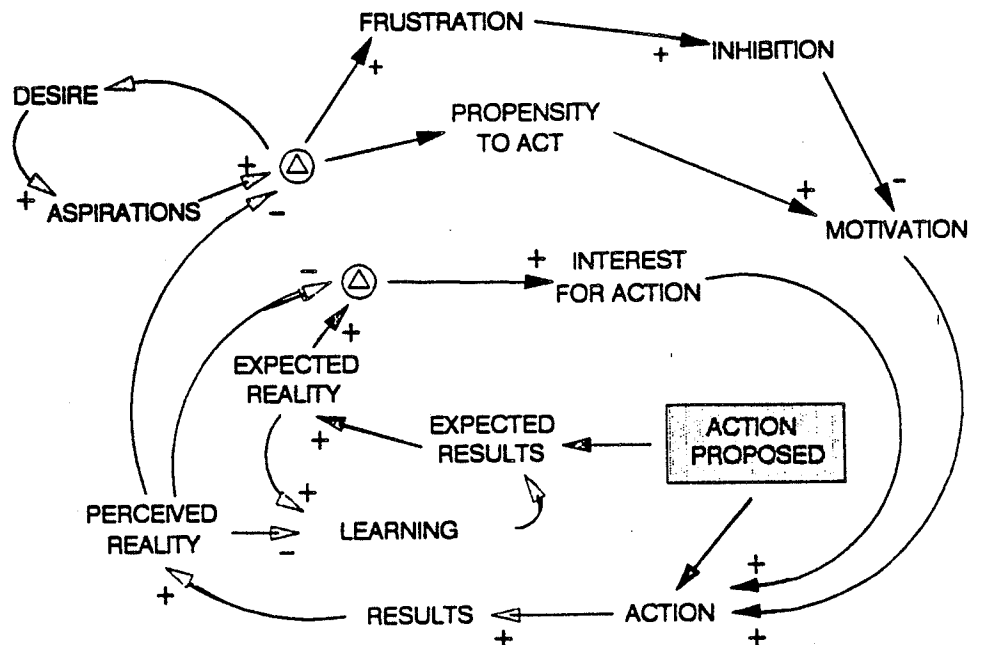 FRUSTRATION
+
+
INHIBITION
DESIRE
PROPENSITY
TO ACT
+
Δ
+
ASPIRATIONS
-
+
-
MOTIVATION
-
Δ
+
INTEREST
FOR ACTION
+
EXPECTED
REALITY
+
EXPECTED
RESULTS
ACTION
PROPOSED
+
PERCEIVED
REALITY
-
LEARNING
+
RESULTS
+
ACTION
+
+